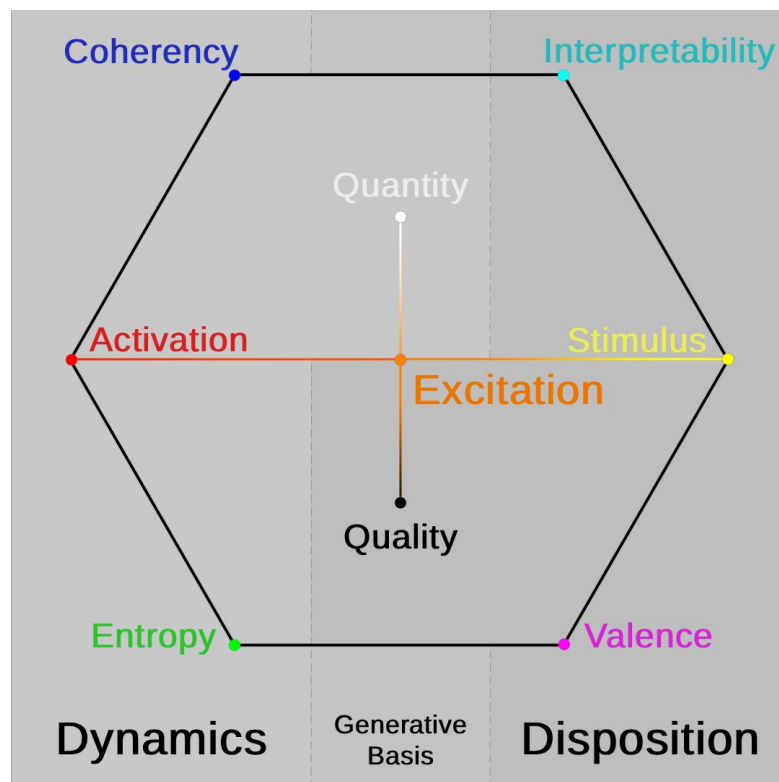 Coherency
Interpretability
Quantity
Activation
Stimulus
Excitation
Quality
Entropy
Valence
Dynamics
Generative
Basis
Disposition